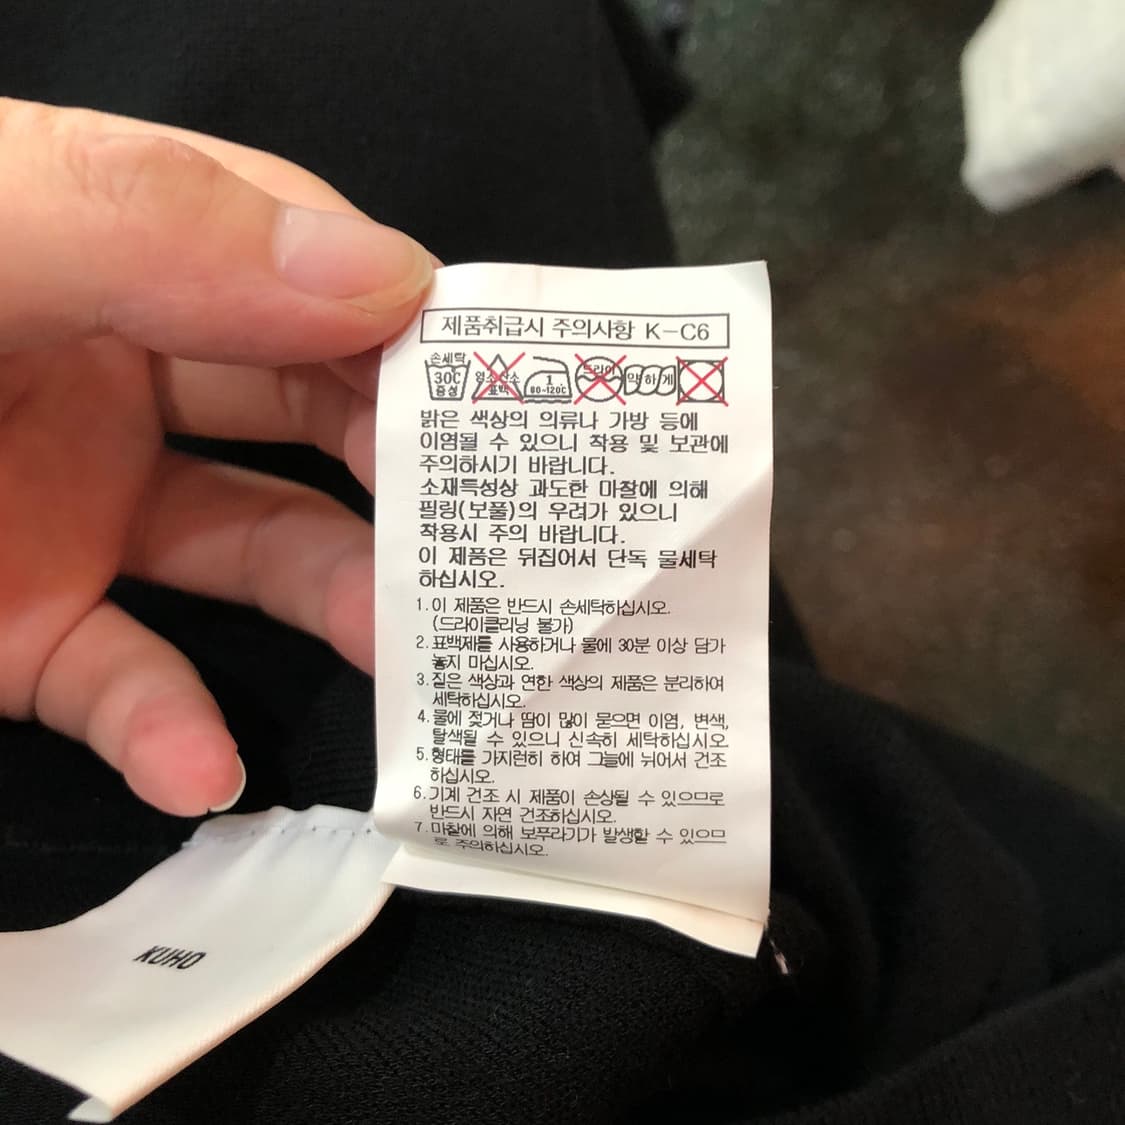 제품취급시 주의사항 K-C6
손세탁
30C
중성
염소산소
표백
1
80~120C
드라이
약하게
밝은 색상의 의류나 가방 등에
이염될 수 있으니 착용 및 보관에
주의하시기 바랍니다.
소재특성상 과도한 마찰에 의해
필링(보풀)의 우려가 있으니
착용시 주의 바랍니다.
이 제품은 뒤집어서 단독 물세탁
하십시오.
1.이 제품은 반드시 손세탁하십시오.
(드라이클리닝 불가)
2.표백제를 사용하거나 물에 30분 이상 담가
놓지 마십시오.
3.짙은 색상과 연한 색상의 제품은 분리하여
세탁하십시오.
4.물에 젖거나 땀이 많이 묻으면 이염, 변색,
탈색될 수 있으니 신속히 세탁하십시오
5.형태를 가지런히 하여 그늘에 뉘어서 건조
하십시오.
6.기계 건조 시 제품이 손상될 수 있으므로
반드시 자연 건조하십시오.
7.마찰에 의해 보푸라기가 발생할 수 있으므
로 주의하십시오.
KUHO